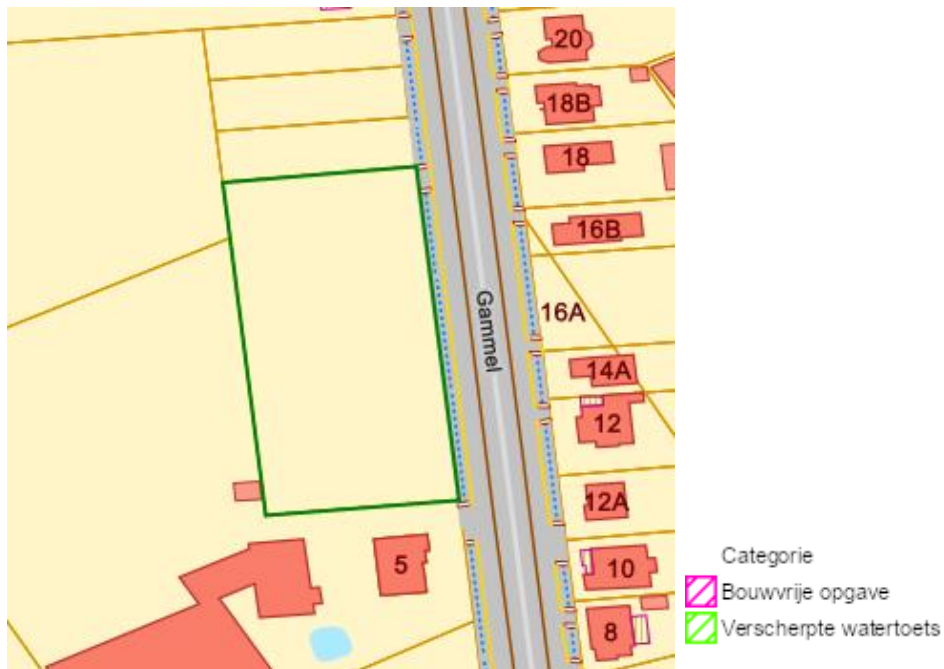 20
18B
18
16B
Gammel
16A
14A
12
12A
5
10
8
Categorie
Bouwvrije opgave
Verscherpte watertoets